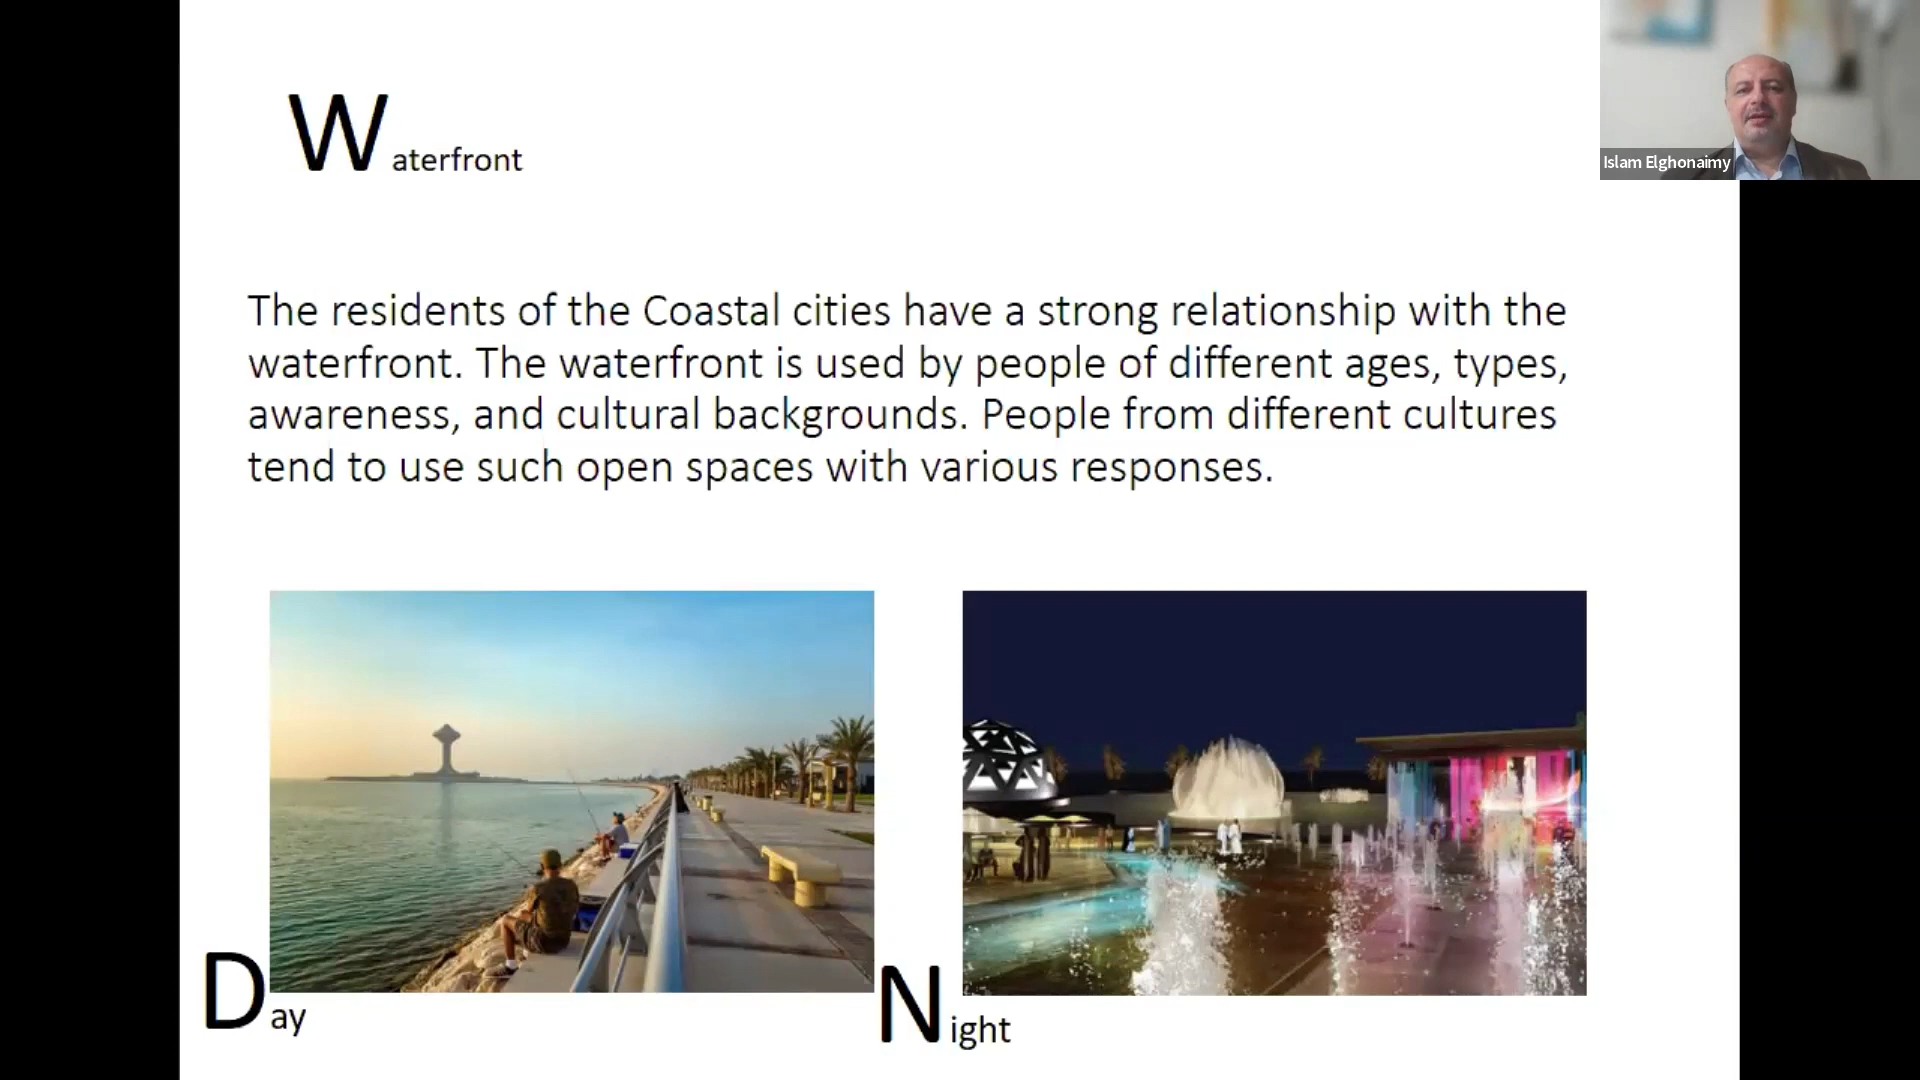 Waterfront
Islam Elghonaimy
The residents of the Coastal cities have a strong relationship with the
waterfront. The waterfront is used by people of different ages, types,
awareness, and cultural backgrounds. People from different cultures
tend to use such open spaces with various responses.
Day
Night